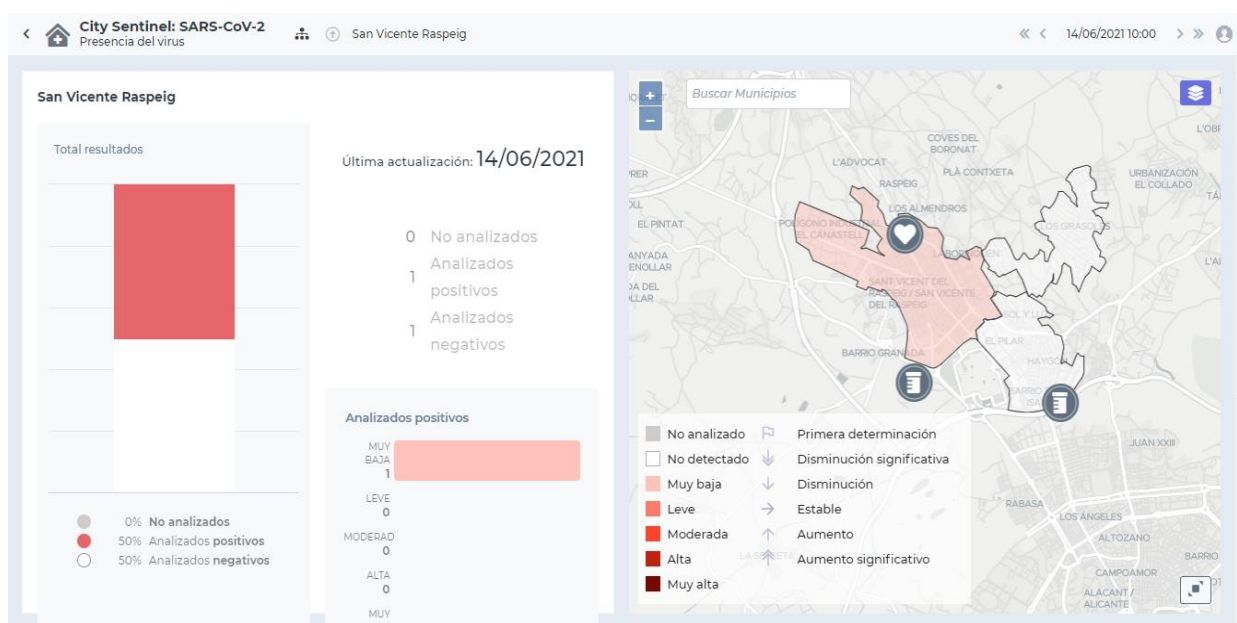 City Sentinel: SARS-CoV-2
Presencia del virus
San Vicente Raspeig
14/06/2021 10:00
San Vicente Raspeig
Total resultados
0% No analizados
50% Analizados positivos
50% Analizados negativos
Última actualización: 14/06/2021
0 No analizados
1 Analizados
positivos
1 Analizados
negativos
Analizados positivos
MUY
BAJA
1
LEVE
0
MODERAD
0
ALTA
0
MUY
+
Buscar Municipios
−
COVES DEL
BORONAT
L'ADVOCAT
PLÀ CONTXETA
RASPEIG
URBANIZACIÓN
EL COLLADO
LOS ALMENDROS
EL PINTAT
POLÍGONO INDUSTRIAL
EL CANASTELL
LOS GIRASOLES
SANT VICENT DEL
RASPEIG / SAN VICENTE
DEL RASPEIG
SOL Y LUZ
EL PILAR
BARRIO GRANADA
HAYGÓN
JUAN XXIII
RABASA
LOS ANGELES
ALTOZANO
BARRIO
CAMPOAMOR
ALACANT /
ALICANTE
No analizado
Primera determinación
No detectado
Disminución significativa
Muy baja
Disminución
Leve
Estable
Moderada
Aumento
Alta
Aumento significativo
Muy alta